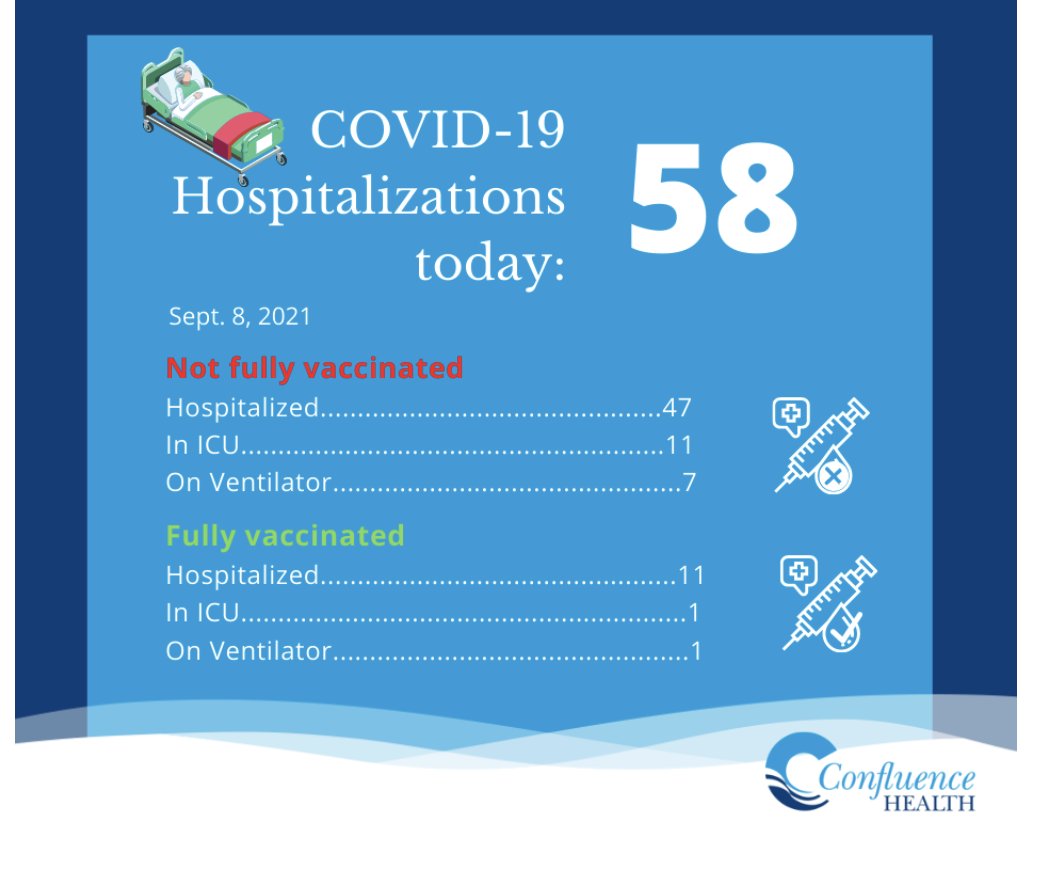 COVID-19
Hospitalizations
today:
58
Sept. 8, 2021
Not fully vaccinated
Hospitalized..............................................47
In ICU.........................................................11
On Ventilator...............................................7
Fully vaccinated
Hospitalized................................................11
In ICU............................................................1
On Ventilator................................................1
Confluence
HEALTH